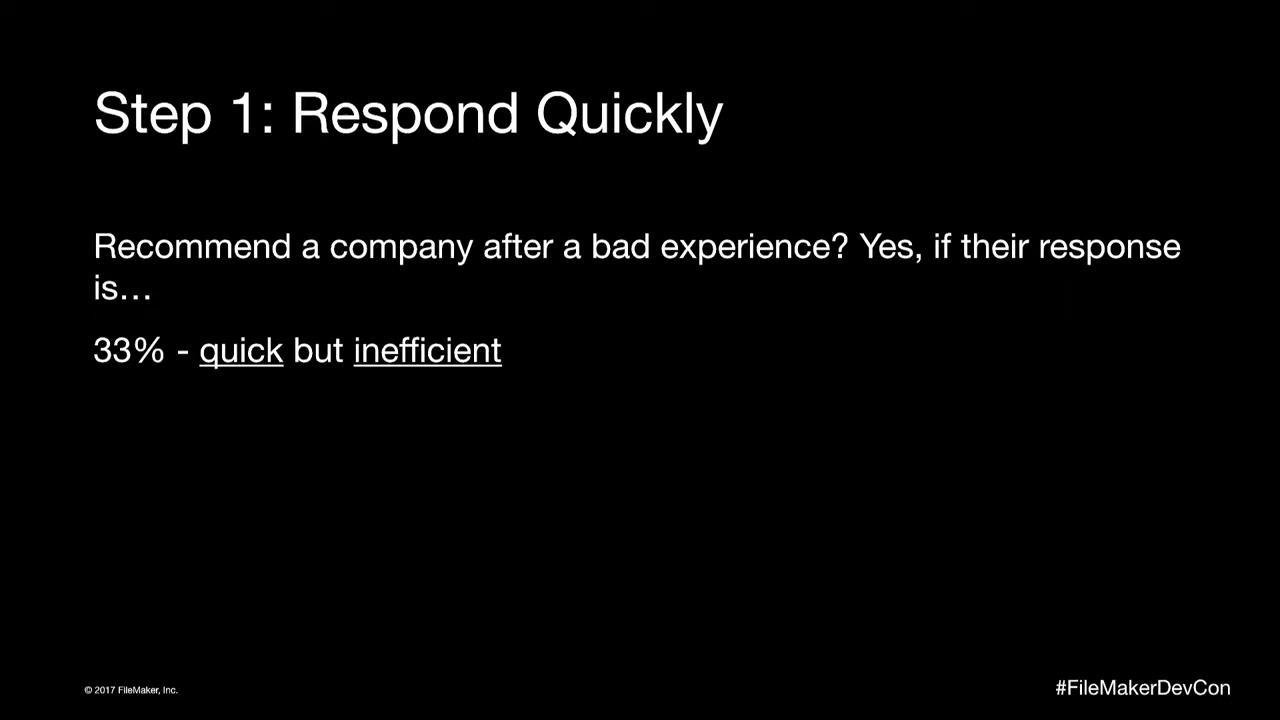 Step 1: Respond Quickly
Recommend a company after a bad experience? Yes, if their response
is…
33% - quick but inefficient
© 2017 FileMaker, Inc.
#FileMakerDevCon